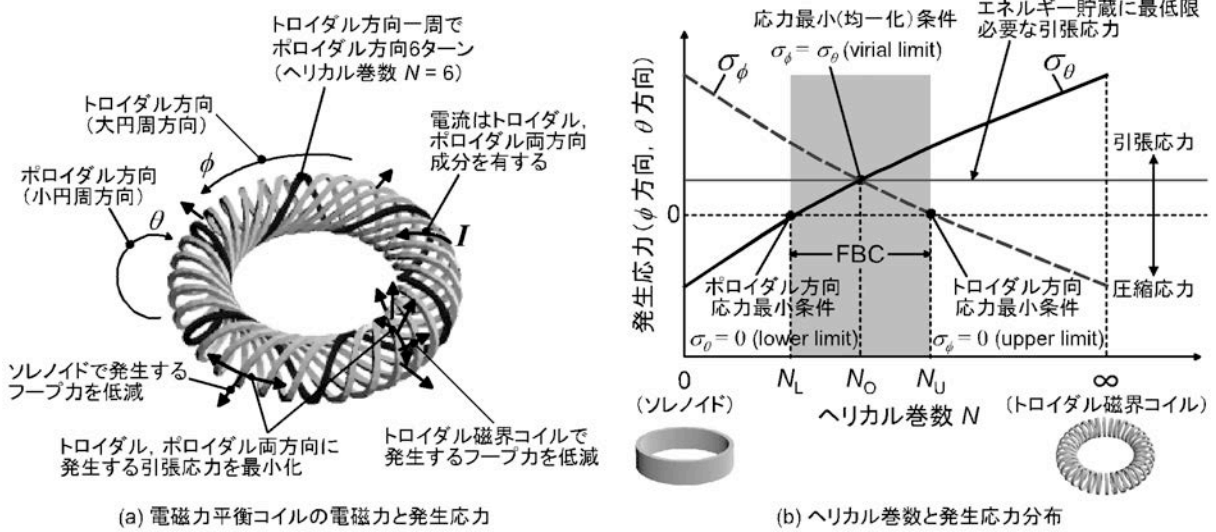 トロイダル方向一周で
ポロイダル方向6ターン
(ヘリカル巻数 N = 6)
トロイダル方向
(大円周方向)
電流はトロイダル,
ポロイダル両方向
成分を有する
ϕ
ポロイダル方向
(小円周方向)
θ
I
ソレノイドで発生する
フープ力を低減
トロイダル, ポロイダル両方向に
発生する引張応力を最小化
トロイダル磁界コイルで
発生するフープ力を低減
(a) 電磁力平衡コイルの電磁力と発生応力
応力最小(均一化)条件
σϕ = σθ (virial limit)
エネルギー貯蔵に最低限
必要な引張応力
σϕ
σθ
発生応力(ϕ方向, θ方向)
引張応力
0
FBC
ポロイダル方向
応力最小条件
σθ = 0 (lower limit)
トロイダル方向
応力最小条件
σϕ = 0 (upper limit)
圧縮応力
0
NL
NO
NU
∞
ヘリカル巻数 N
(ソレノイド)
(トロイダル磁界コイル)
(b) ヘリカル巻数と発生応力分布